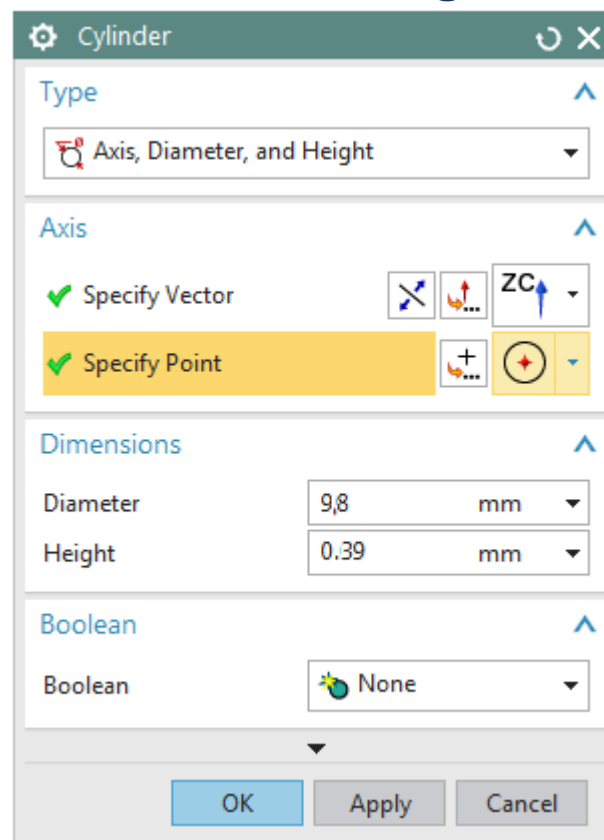 Cylinder
Type
Axis, Diameter, and Height
Axis
Specify Vector
ZC
Specify Point
Dimensions
Diameter 9,8 mm
Height 0.39 mm
Boolean
Boolean None
OK Apply Cancel